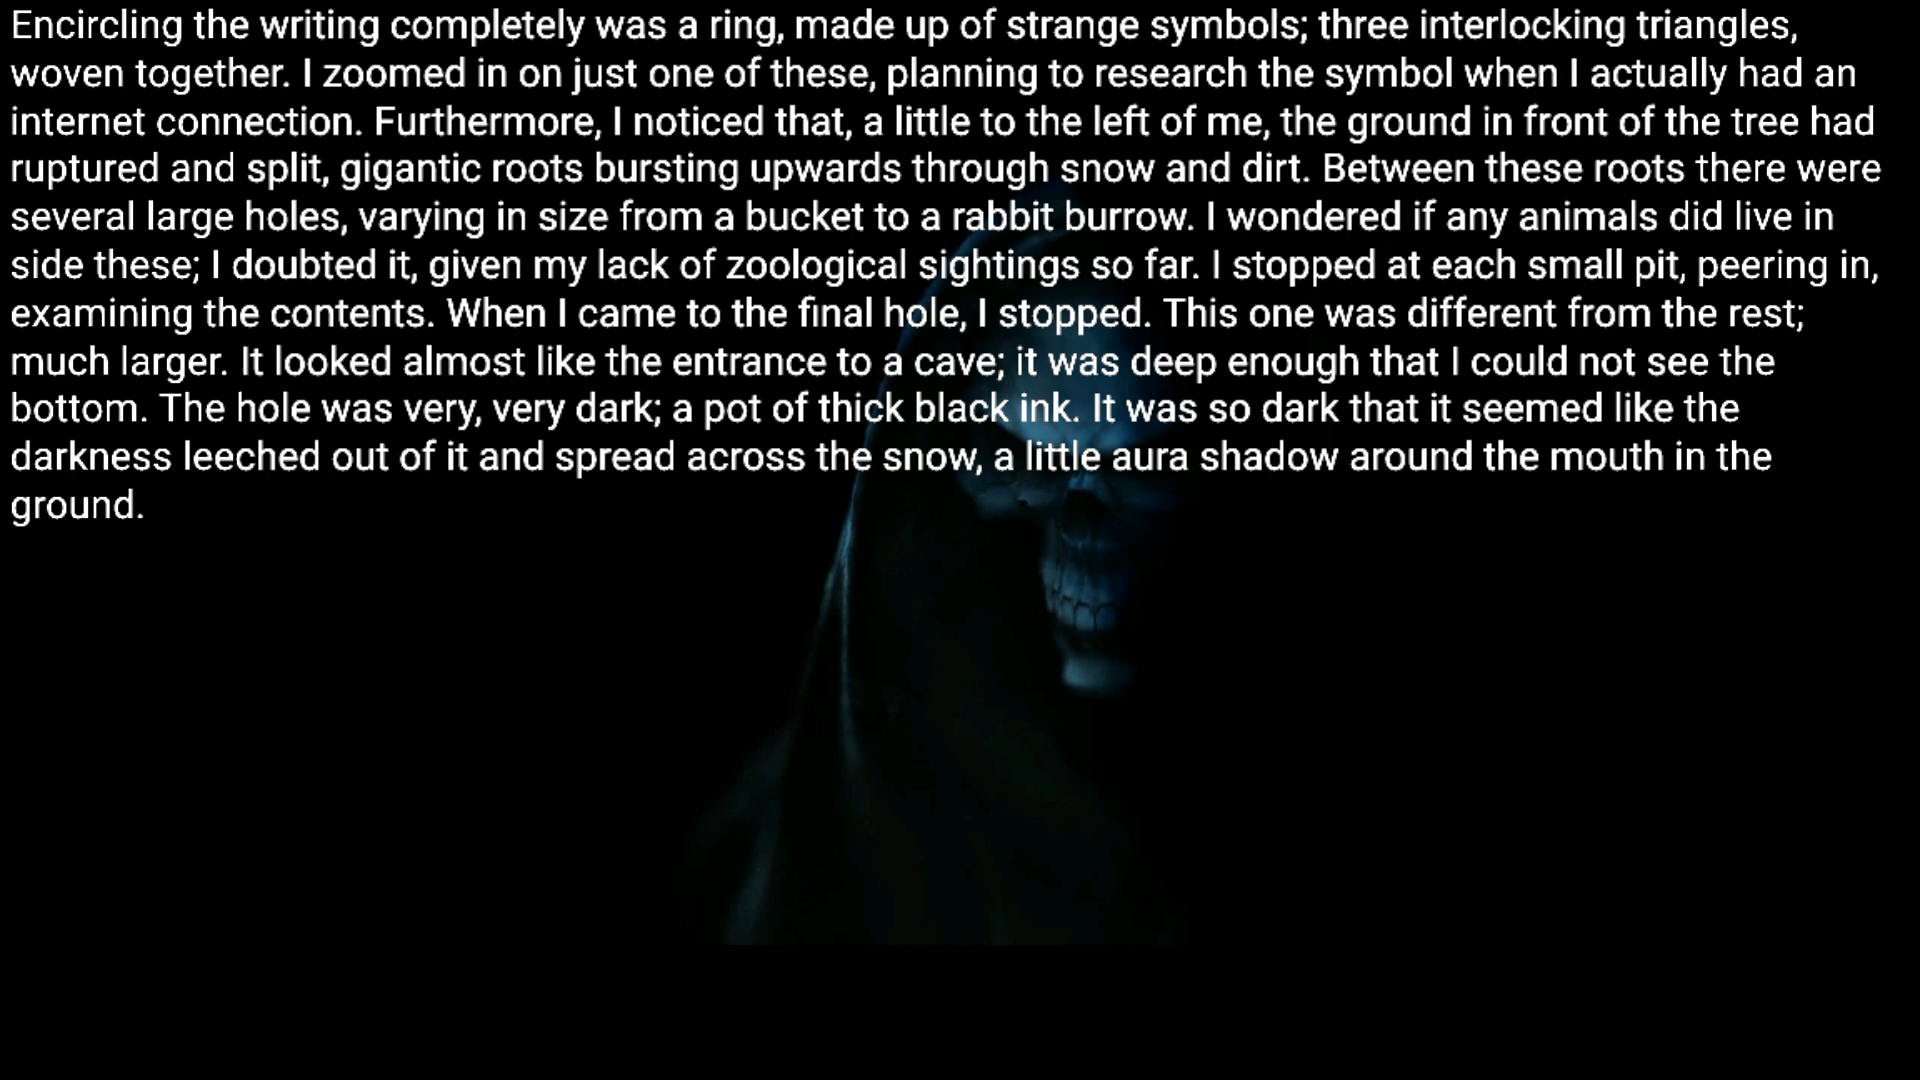 Encircling the writing completely was a ring, made up of strange symbols; three interlocking triangles,
woven together. I zoomed in on just one of these, planning to research the symbol when I actually had an
internet connection. Furthermore, I noticed that, a little to the left of me, the ground in front of the tree had
ruptured and split, gigantic roots bursting upwards through snow and dirt. Between these roots there were
several large holes, varying in size from a bucket to a rabbit burrow. I wondered if any animals did live in
side these; I doubted it, given my lack of zoological sightings so far. I stopped at each small pit, peering in,
examining the contents. When I came to the final hole, I stopped. This one was different from the rest;
much larger. It looked almost like the entrance to a cave; it was deep enough that I could not see the
bottom. The hole was very, very dark; a pot of thick black ink. It was so dark that it seemed like the
darkness leeched out of it and spread across the snow, a little aura shadow around the mouth in the
ground.